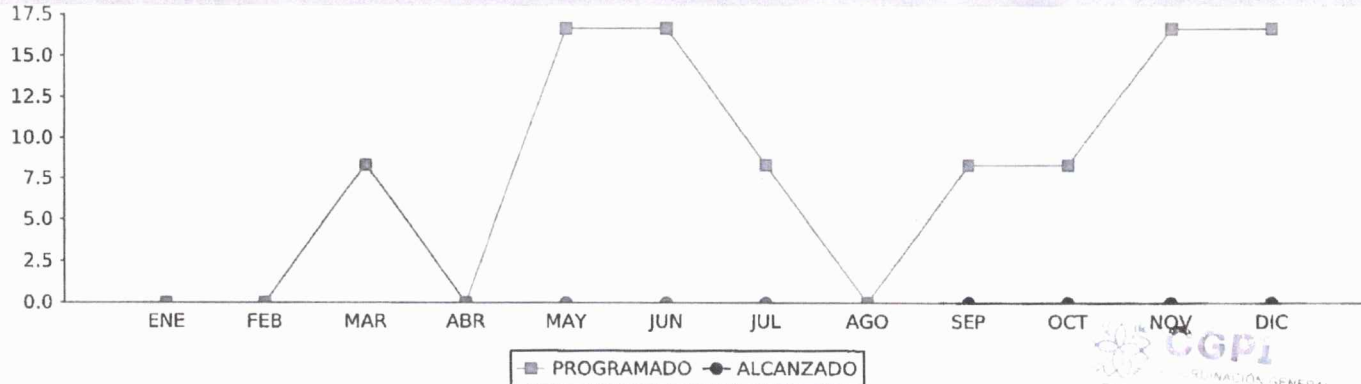 17.5
15.0
12.5
10.0
7.5
5.0
2.5
0.0
ENE FEB MAR ABR MAY JUN JUL AGO SEP OCT NOV DIC
PROGRAMADO ALCANZADO
CGPI